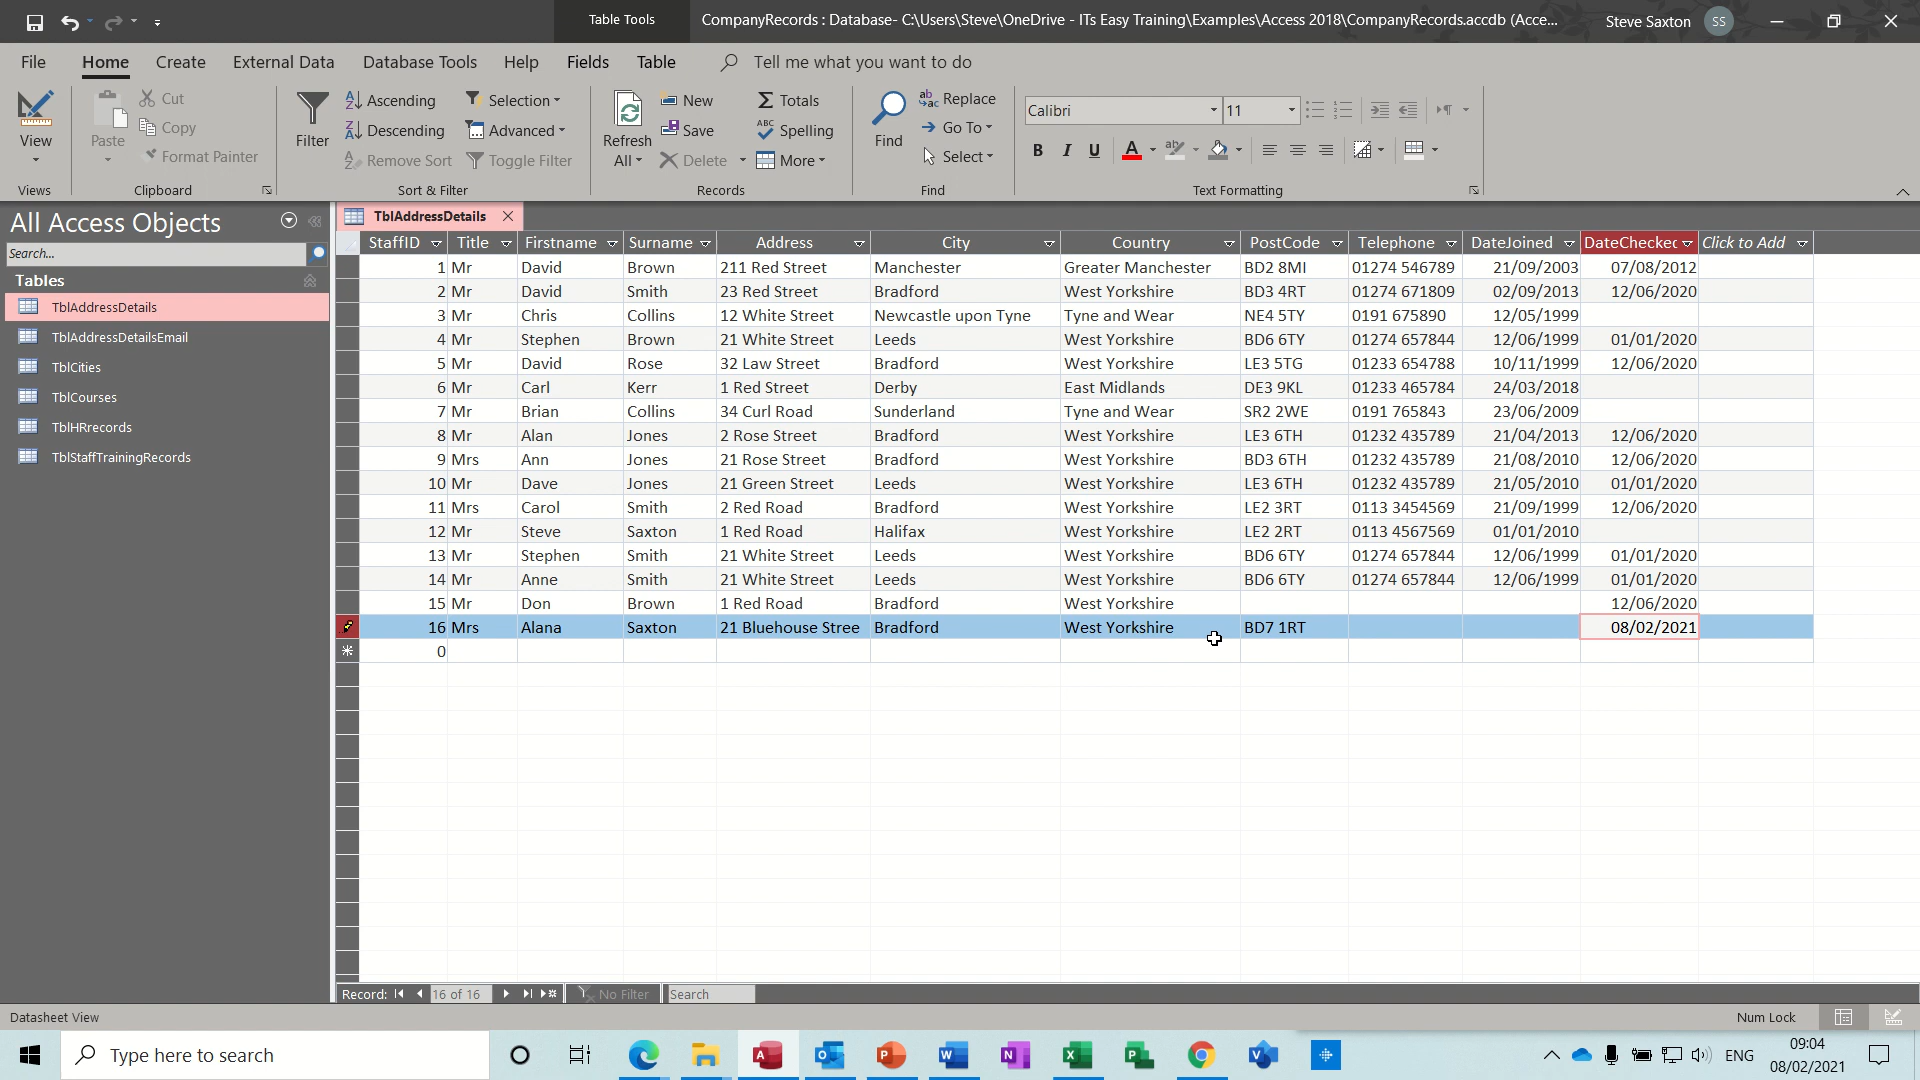 Table Tools
CompanyRecords : Database- C:\Users\Steve\OneDrive - ITs Easy Training\Examples\Access 2018\CompanyRecords.accdb (Acce...
Steve Saxton SS
File Home Create External Data Database Tools Help Fields Table Tell me what you want to do
View
Views
Paste
Cut
Copy
Format Painter
Clipboard
Filter
Ascending
Descending
Remove Sort
Selection
Advanced
Toggle Filter
Sort & Filter
Refresh
All
New
Save
Delete
Totals
Spelling
More
Records
Find
Replace
Go To
Select
Find
Calibri 11
B I U
Text Formatting
All Access Objects
Search...
Tables
TblAddressDetails
TblAddressDetailsEmail
TblCities
TblCourses
TblHRrecords
TblStaffTrainingRecords
TblAddressDetails
StaffID Title Firstname Surname Address City Country PostCode Telephone DateJoined DateChecked Click to Add
1 Mr David Brown 211 Red Street Manchester Greater Manchester BD2 8MI 01274 546789 21/09/2003 07/08/2012
2 Mr David Smith 23 Red Street Bradford West Yorkshire BD3 4RT 01274 671809 02/09/2013 12/06/2020
3 Mr Chris Collins 12 White Street Newcastle upon Tyne Tyne and Wear NE4 5TY 0191 675890 12/05/1999
4 Mr Stephen Brown 21 White Street Leeds West Yorkshire BD6 6TY 01274 657844 12/06/1999 01/01/2020
5 Mr David Rose 32 Law Street Bradford West Yorkshire LE3 5TG 01233 654788 10/11/1999 12/06/2020
6 Mr Carl Kerr 1 Red Street Derby East Midlands DE3 9KL 01233 465784 24/03/2018
7 Mr Brian Collins 34 Curl Road Sunderland Tyne and Wear SR2 2WE 0191 765843 23/06/2009
8 Mr Alan Jones 2 Rose Street Bradford West Yorkshire LE3 6TH 01232 435789 21/04/2013 12/06/2020
9 Mrs Ann Jones 21 Rose Street Bradford West Yorkshire BD3 6TH 01232 435789 21/08/2010 12/06/2020
10 Mr Dave Jones 21 Green Street Leeds West Yorkshire LE3 6TH 01232 435789 21/05/2010 01/01/2020
11 Mrs Carol Smith 2 Red Road Bradford West Yorkshire LE2 3RT 0113 3454569 21/09/1999 12/06/2020
12 Mr Steve Saxton 1 Red Road Halifax West Yorkshire LE2 2RT 0113 4567569 01/01/2010
13 Mr Stephen Smith 21 White Street Leeds West Yorkshire BD6 6TY 01274 657844 12/06/1999 01/01/2020
14 Mr Anne Smith 21 White Street Leeds West Yorkshire BD6 6TY 01274 657844 12/06/1999 01/01/2020
15 Mr Don Brown 1 Red Road Bradford West Yorkshire 12/06/2020
16 Mrs Alana Saxton 21 Bluehouse Stree Bradford West Yorkshire BD7 1RT 08/02/2021
0
Record: 16 of 16 No Filter Search
Datasheet View
Num Lock
Type here to search
ENG
09:04
08/02/2021